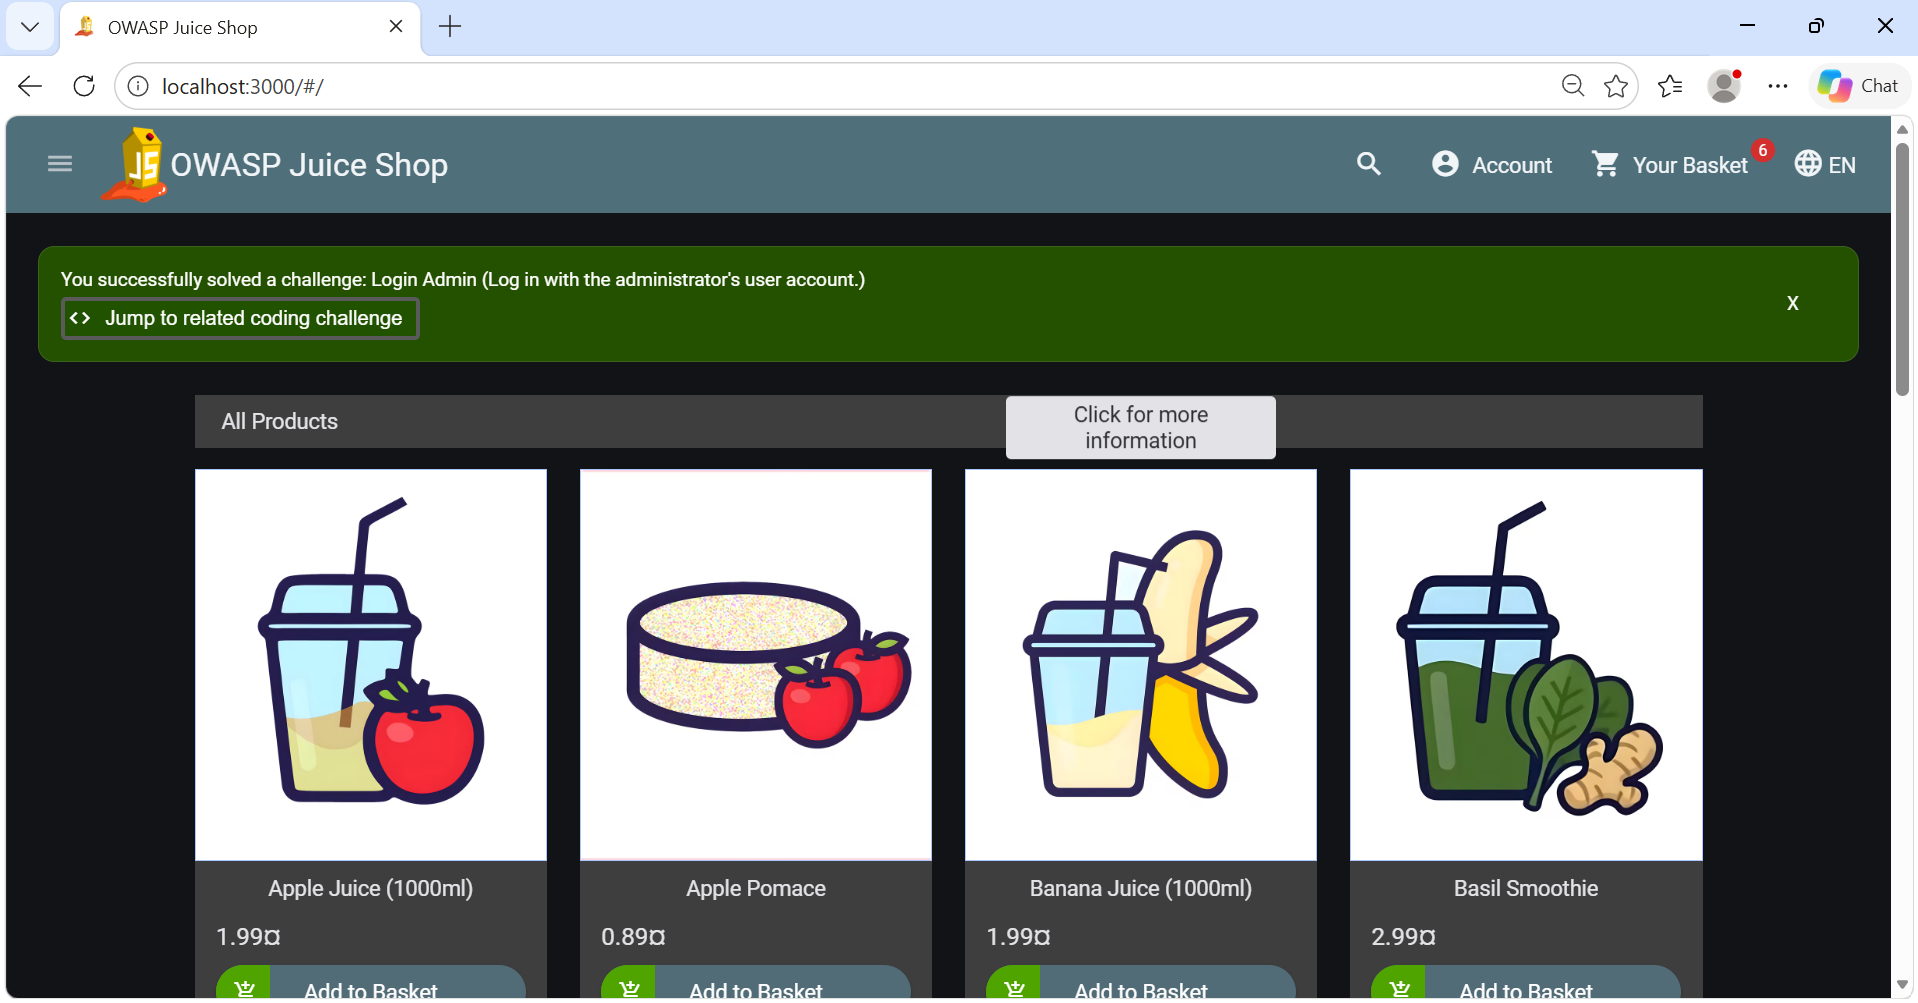 OWASP Juice Shop
localhost:3000/#/
Chat
JS
OWASP Juice Shop
Account
Your Basket
6
EN
You successfully solved a challenge: Login Admin (Log in with the administrator's user account.)
X
<> Jump to related coding challenge
All Products
Click for more
information
Apple Juice (1000ml)
Apple Pomace
Banana Juice (1000ml)
Basil Smoothie
1.99¤
0.89¤
1.99¤
2.99¤
Add to Basket
Add to Basket
Add to Basket
Add to Basket